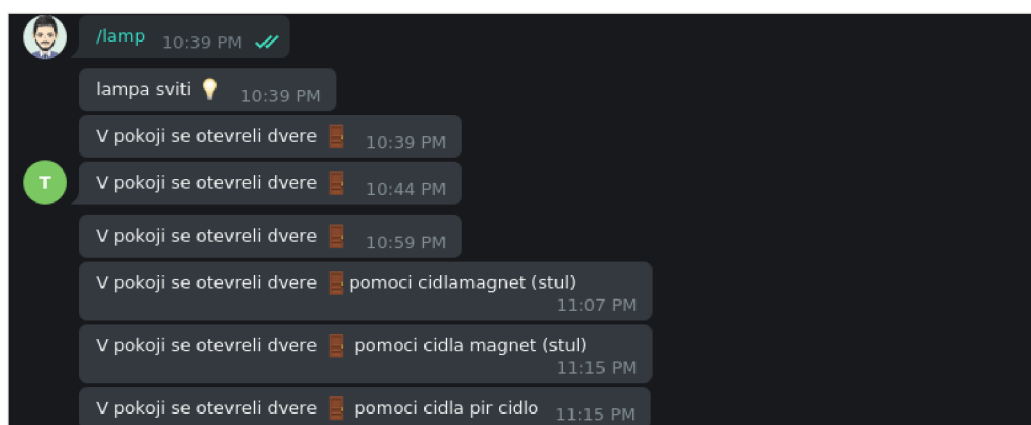 /lamp 10:39 PM
lampa sviti 💡 10:39 PM
V pokoji se otevreli dvere 🚪 10:39 PM
T
V pokoji se otevreli dvere 🚪 10:44 PM
V pokoji se otevreli dvere 🚪 10:59 PM
V pokoji se otevreli dvere 🚪pomoci cidlamagnet (stul)
11:07 PM
V pokoji se otevreli dvere 🚪 pomoci cidla magnet (stul)
11:15 PM
V pokoji se otevreli dvere 🚪 pomoci cidla pir cidlo 11:15 PM